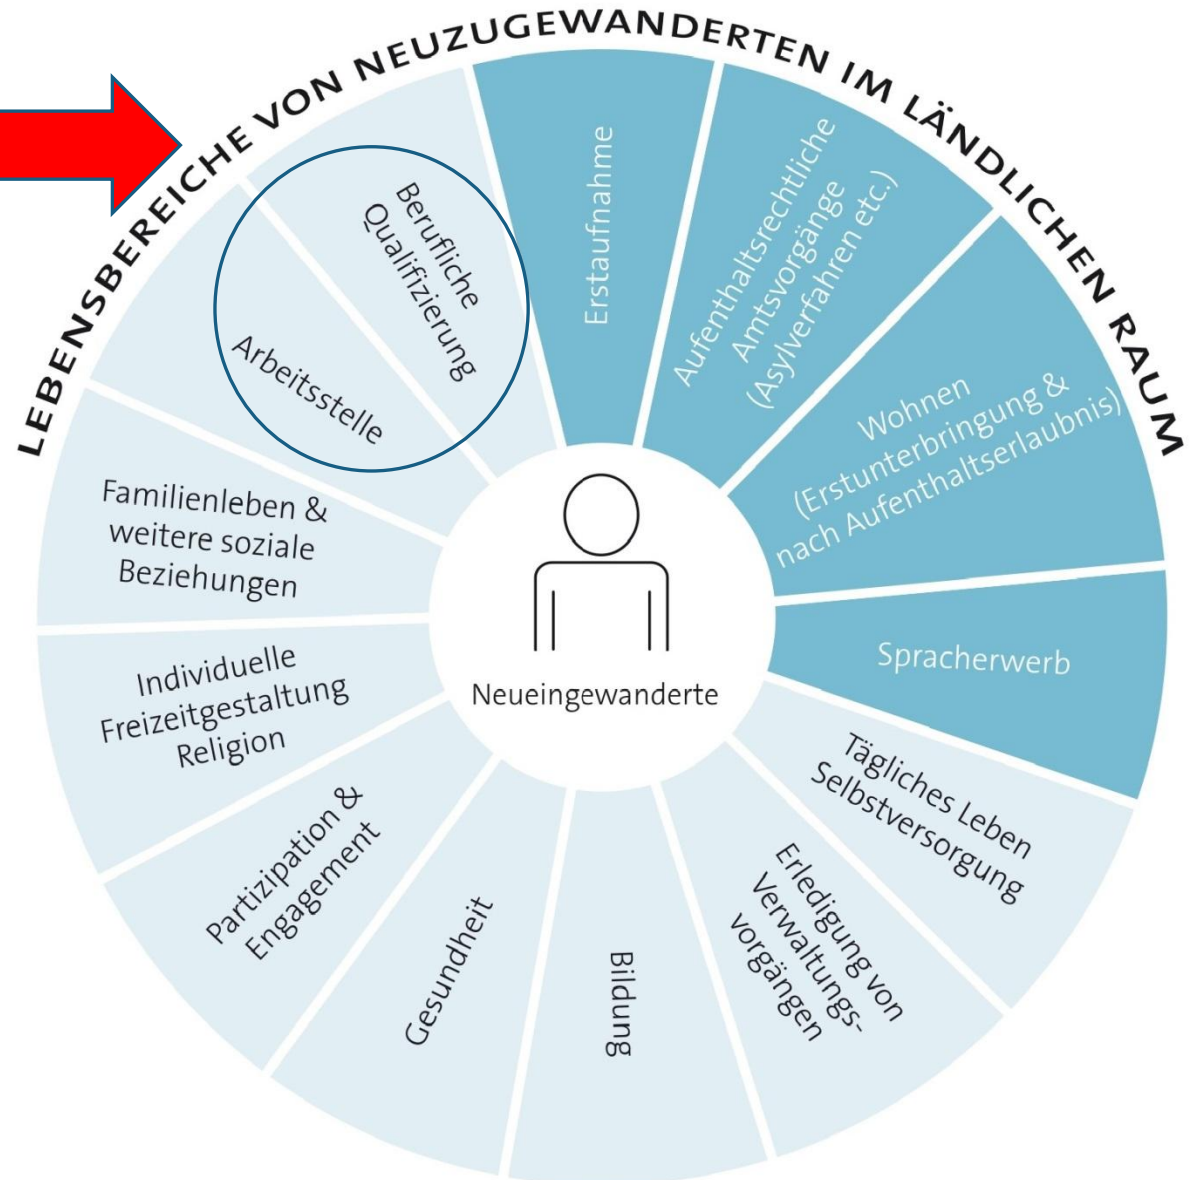 LEBENSBEREICHE VON NEUZUGEWANDERTEN IM LÄNDLICHEN RAUM
Erstaufnahme
Aufenthaltsrechtliche
Amtsvorgänge
(Asylverfahren etc.)
Wohnen
(Erstunterbringung &
nach Aufenthaltserlaubnis)
Spracherwerb
Tägliches Leben
Selbstversorgung
Erledigung von
Verwaltungs-
vorgängen
Bildung
Gesundheit
Partizipation &
Engagement
Individuelle
Freizeitgestaltung
Religion
Familienleben &
weitere soziale
Beziehungen
Arbeitsstelle
Berufliche
Qualifizierung
Neueingewanderte